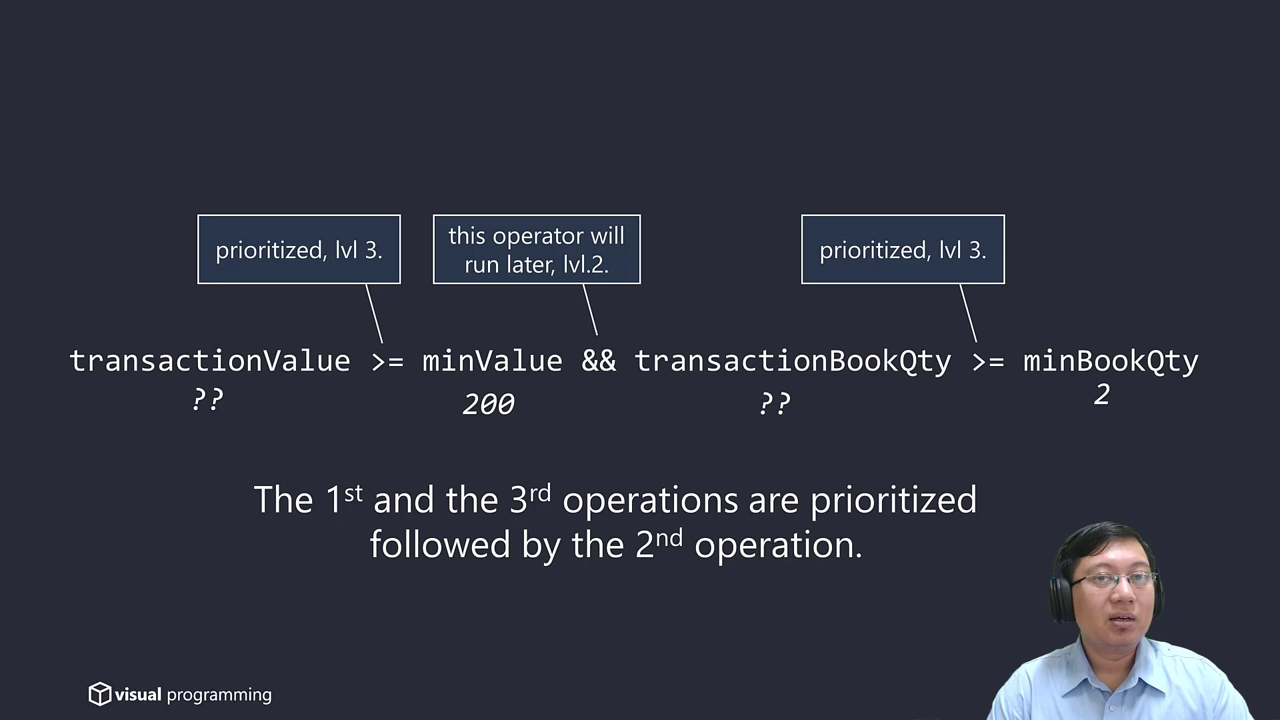 prioritized, lvl 3.
this operator will
run later, lvl.2.
prioritized, lvl 3.
transactionValue >= minValue && transactionBookQty >= minBookQty
?? 200 ?? 2
The 1st and the 3rd operations are prioritized
followed by the 2nd operation.
visual programming